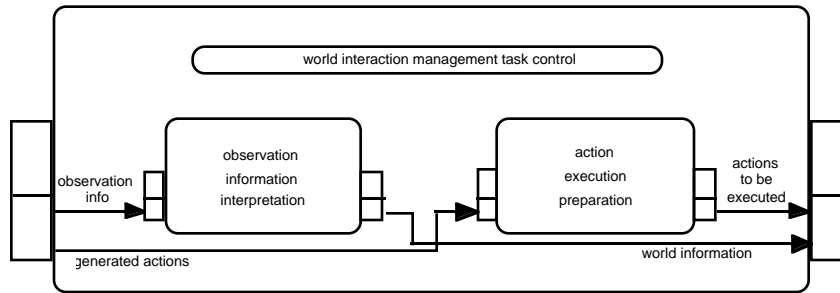 world interaction management task control
observation
info
observation
information
interpretation
action
execution
preparation
actions
to be
executed
generated actions
world information